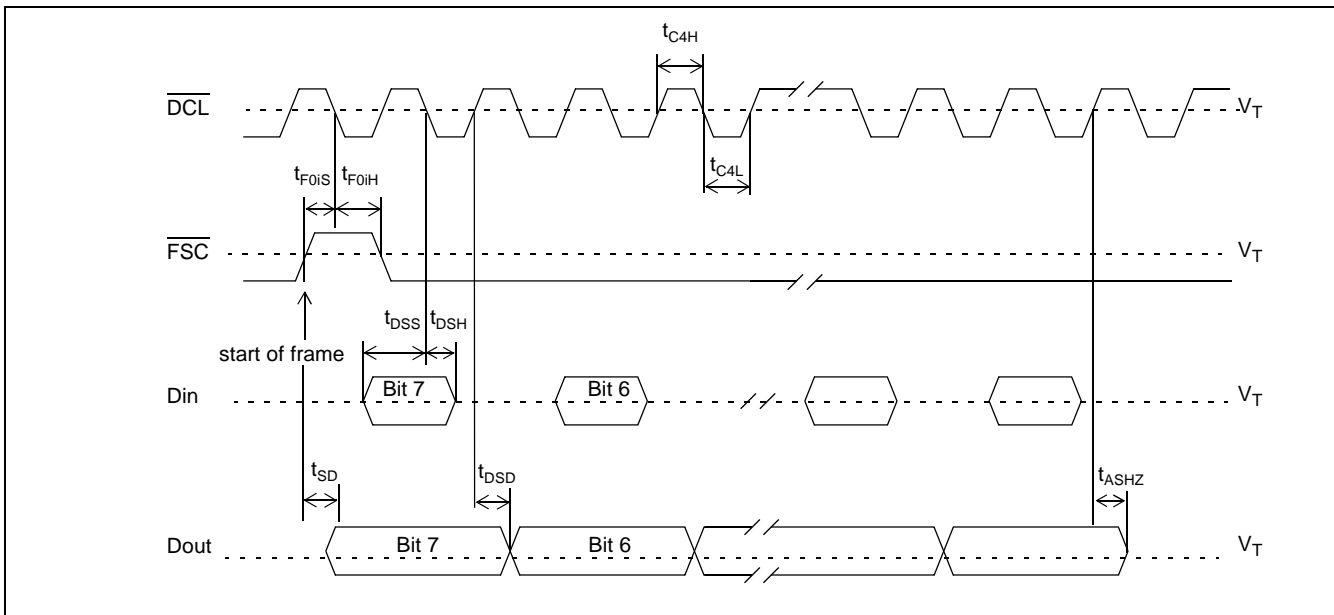 tC4H
DCL
VT
tC4L
tF0iS tF0iH
FSC
VT
tDSS tDSH
start of frame
Din
Bit 7
Bit 6
VT
tSD
tDSD
tASHZ
Dout
Bit 7
Bit 6
VT